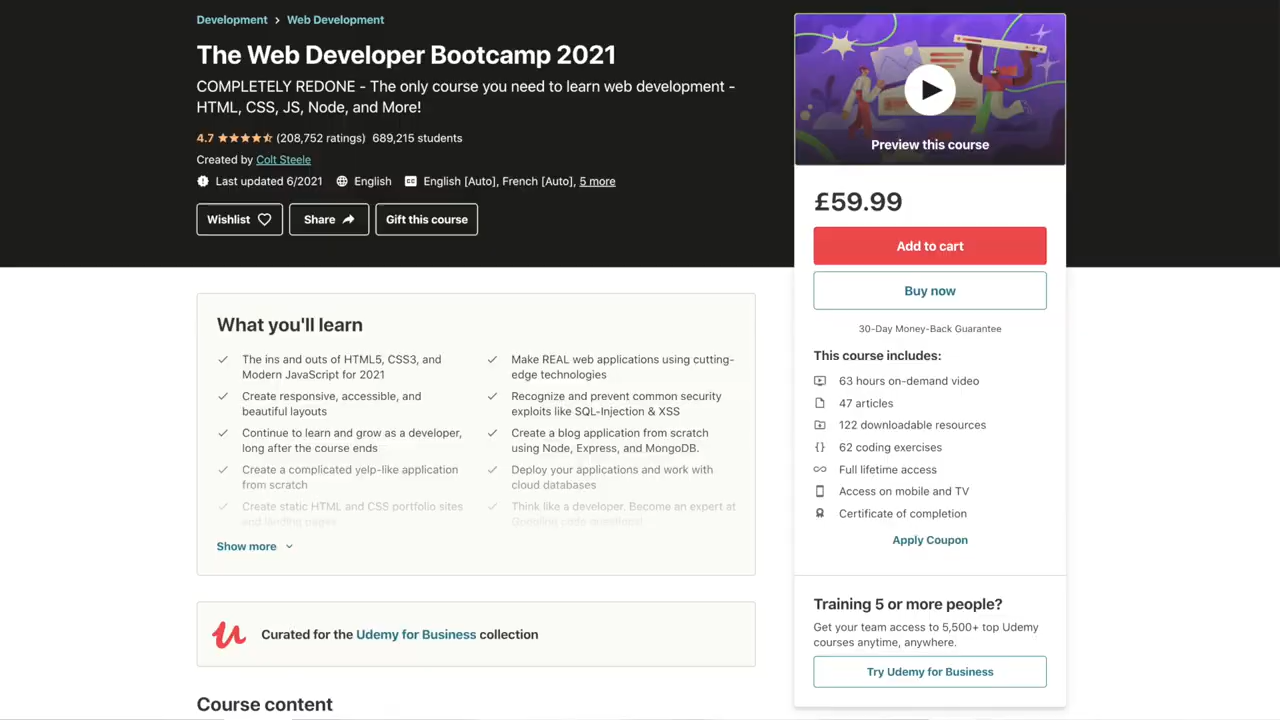 Development > Web Development
The Web Developer Bootcamp 2021
COMPLETELY REDONE - The only course you need to learn web development -
HTML, CSS, JS, Node, and More!
4.7 (208,752 ratings) 689,215 students
Created by Colt Steele
Last updated 6/2021 English English [Auto], French [Auto], 5 more
Wishlist Share Gift this course
What you'll learn
The ins and outs of HTML5, CSS3, and
Modern JavaScript for 2021
Create responsive, accessible, and
beautiful layouts
Continue to learn and grow as a developer,
long after the course ends
Create a complicated yelp-like application
from scratch
Create static HTML and CSS portfolio sites
and landing pages
Make REAL web applications using cutting-
edge technologies
Recognize and prevent common security
exploits like SQL-Injection & XSS
Create a blog application from scratch
using Node, Express, and MongoDB.
Deploy your applications and work with
cloud databases
Think like a developer. Become an expert at
Googling code questions!
Show more
Curated for the Udemy for Business collection
Course content
Preview this course
£59.99
Add to cart
Buy now
30-Day Money-Back Guarantee
This course includes:
63 hours on-demand video
47 articles
122 downloadable resources
62 coding exercises
Full lifetime access
Access on mobile and TV
Certificate of completion
Apply Coupon
Training 5 or more people?
Get your team access to 5,500+ top Udemy
courses anytime, anywhere.
Try Udemy for Business